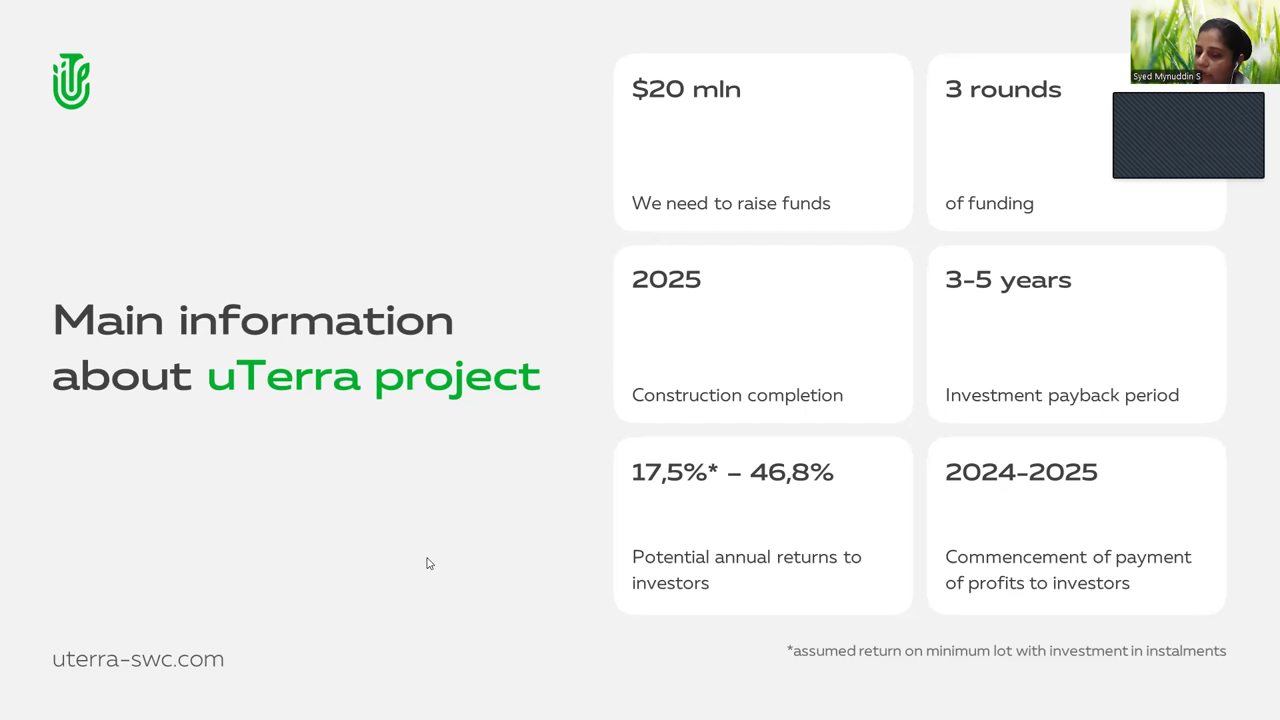 Main information
about uTerra project
uterra-swc.com
$20 mln
We need to raise funds
3 rounds
of funding
2025
Construction completion
3-5 years
Investment payback period
17,5%* – 46,8%
Potential annual returns to
investors
2024-2025
Commencement of payment
of profits to investors
*assumed return on minimum lot with investment in instalments
Syed Mynuddin S